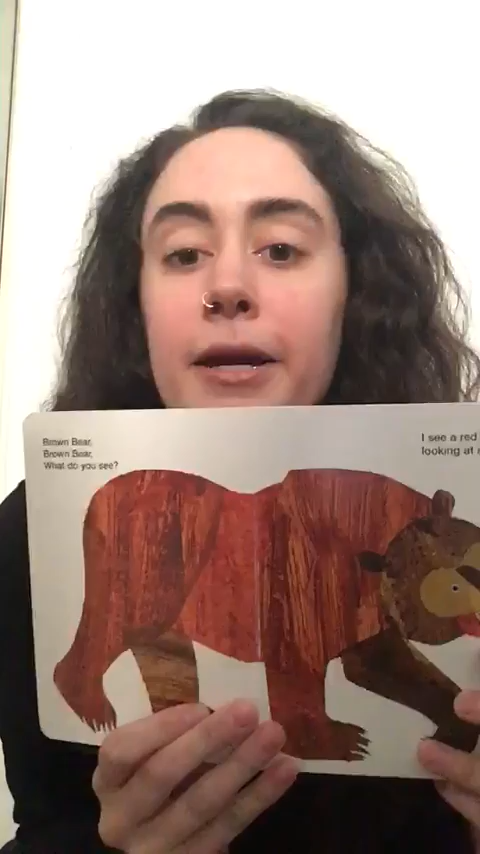 Brown Bear,
Brown Bear,
What do you see?
I see a red
looking at